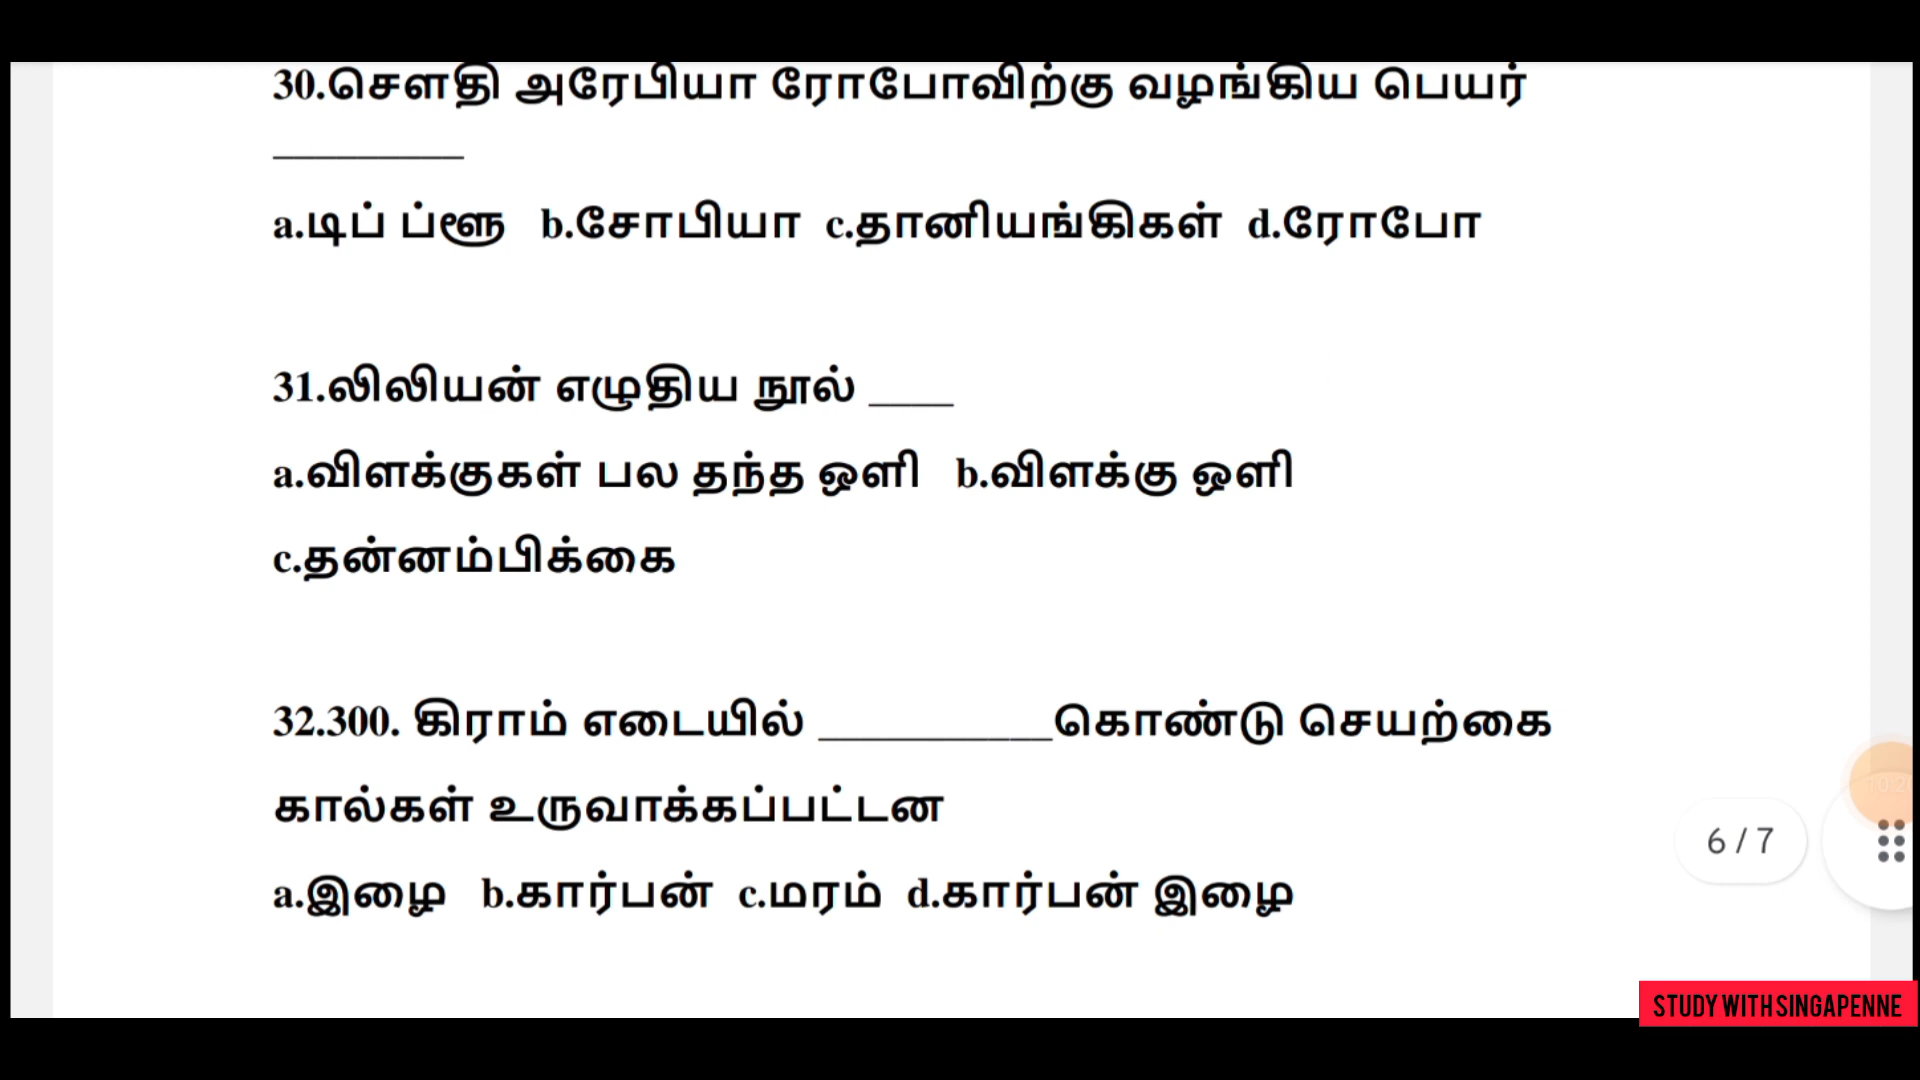 30.சௌதி அரேபியா ரோபோவிற்கு வழங்கிய பெயர்
_________
a.டிப் ப்ளூ b.சோபியா c.தானியங்கிகள் d.ரோபோ
31.லிலியன் எழுதிய நூல் ____
a.விளக்குகள் பல தந்த ஒளி b.விளக்கு ஒளி
c.தன்னம்பிக்கை
32.300. கிராம் எடையில் ___________கொண்டு செயற்கை
கால்கள் உருவாக்கப்பட்டன
6 / 7
a.இழை b.கார்பன் c.மரம் d.கார்பன் இழை
STUDY WITH SINGAPENNE